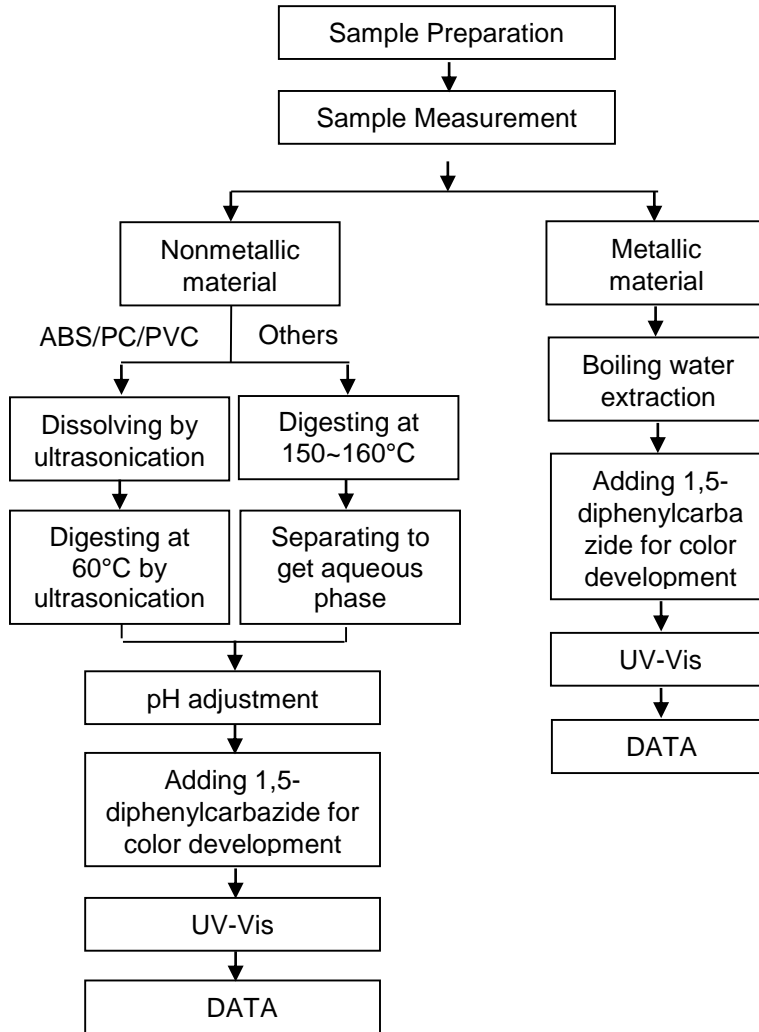 Sample Preparation
Sample Measurement
Nonmetallic
material
ABS/PC/PVC
Others
Dissolving by
ultrasonication
Digesting at
150~160°C
Digesting at
60°C by
ultrasonication
Separating to
get aqueous
phase
pH adjustment
Adding 1,5-
diphenylcarbazide for
color development
UV-Vis
DATA
Metallic
material
Boiling water
extraction
Adding 1,5-
diphenylcarba
zide for color
development
UV-Vis
DATA